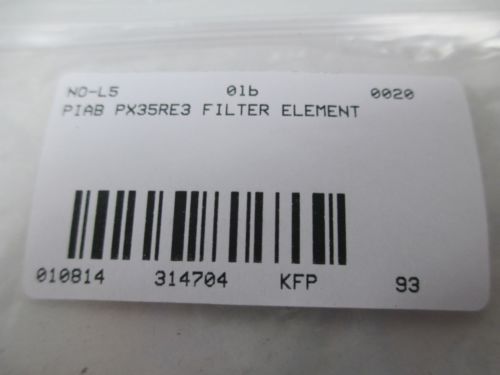 NO-L5 01b 0020
PIAB PX35RE3 FILTER ELEMENT
010814 314704 KFP 93